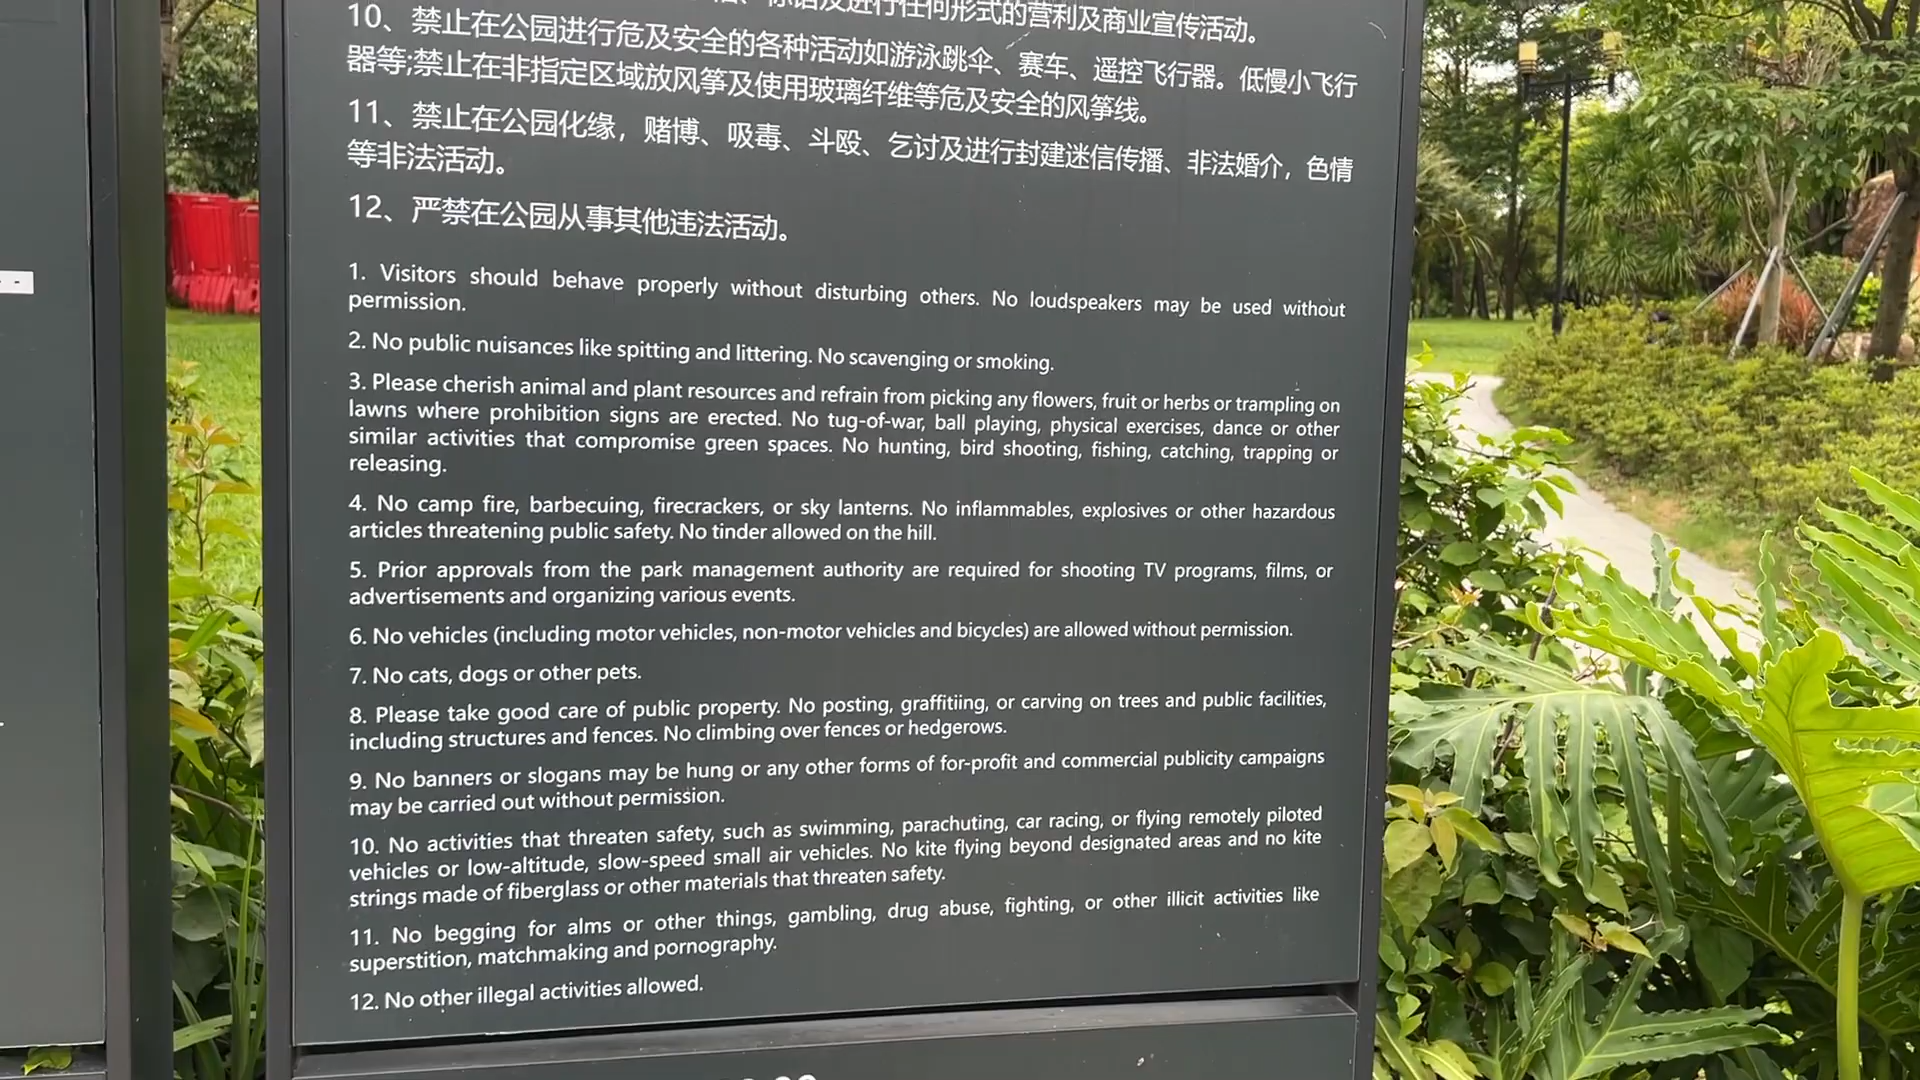 标语及进行任何形式的营利及商业宣传活动。
10、禁止在公园进行危及安全的各种活动如游泳跳伞、赛车、遥控飞行器。低慢小飞行
器等;禁止在非指定区域放风筝及使用玻璃纤维等危及安全的风筝线。
11、禁止在公园化缘，赌博、吸毒、斗殴、乞讨及进行封建迷信传播、非法婚介，色情
等非法活动。
12、严禁在公园从事其他违法活动。
1. Visitors should behave properly without disturbing others. No loudspeakers may be used without
permission.
2. No public nuisances like spitting and littering. No scavenging or smoking.
3. Please cherish animal and plant resources and refrain from picking any flowers, fruit or herbs or trampling on
lawns where prohibition signs are erected. No tug-of-war, ball playing, physical exercises, dance or other
similar activities that compromise green spaces. No hunting, bird shooting, fishing, catching, trapping or
releasing.
4. No camp fire, barbecuing, firecrackers, or sky lanterns. No inflammables, explosives or other hazardous
articles threatening public safety. No tinder allowed on the hill.
5. Prior approvals from the park management authority are required for shooting TV programs, films, or
advertisements and organizing various events.
6. No vehicles (including motor vehicles, non-motor vehicles and bicycles) are allowed without permission.
7. No cats, dogs or other pets.
8. Please take good care of public property. No posting, graffitiing, or carving on trees and public facilities,
including structures and fences. No climbing over fences or hedgerows.
9. No banners or slogans may be hung or any other forms of for-profit and commercial publicity campaigns
may be carried out without permission.
10. No activities that threaten safety, such as swimming, parachuting, car racing, or flying remotely piloted
vehicles or low-altitude, slow-speed small air vehicles. No kite flying beyond designated areas and no kite
strings made of fiberglass or other materials that threaten safety.
11. No begging for alms or other things, gambling, drug abuse, fighting, or other illicit activities like
superstition, matchmaking and pornography.
12. No other illegal activities allowed.